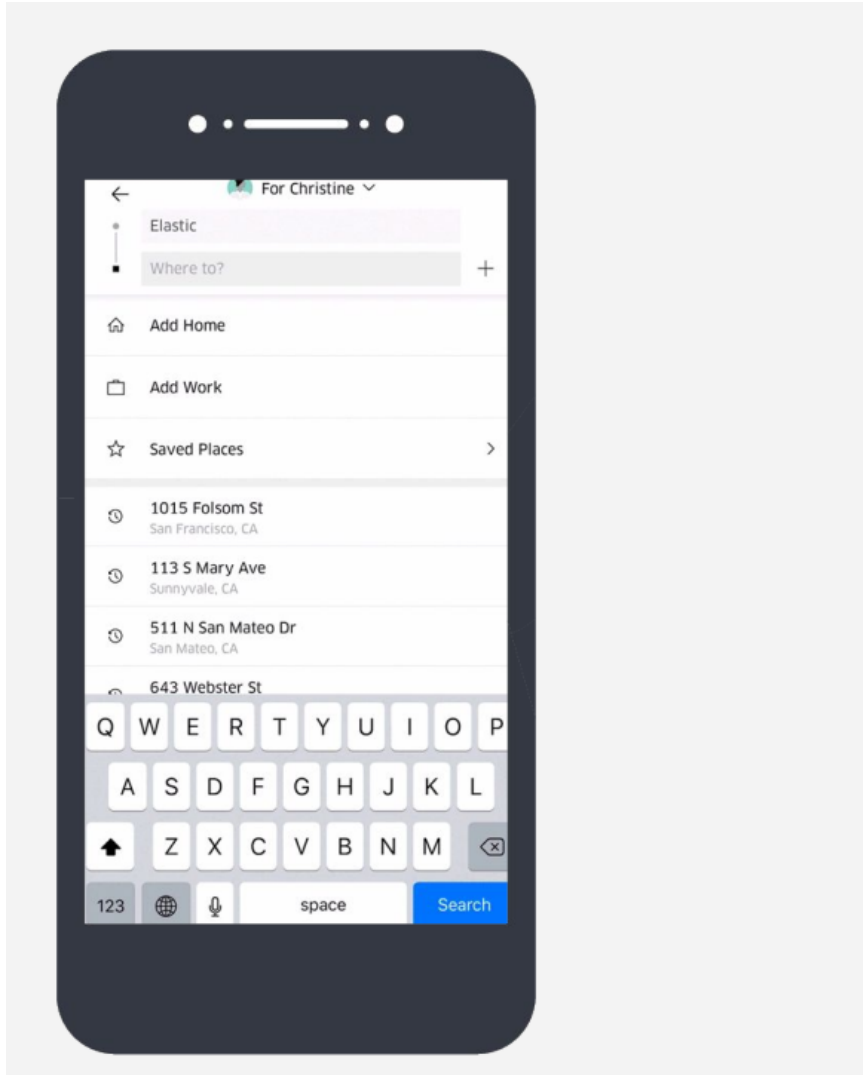 For Christine
Elastic
Where to?
Add Home
Add Work
Saved Places
1015 Folsom St
San Francisco, CA
113 S Mary Ave
Sunnyvale, CA
511 N San Mateo Dr
San Mateo, CA
643 Webster St
Q W E R T Y U I O P
A S D F G H J K L
Z X C V B N M
123 space Search